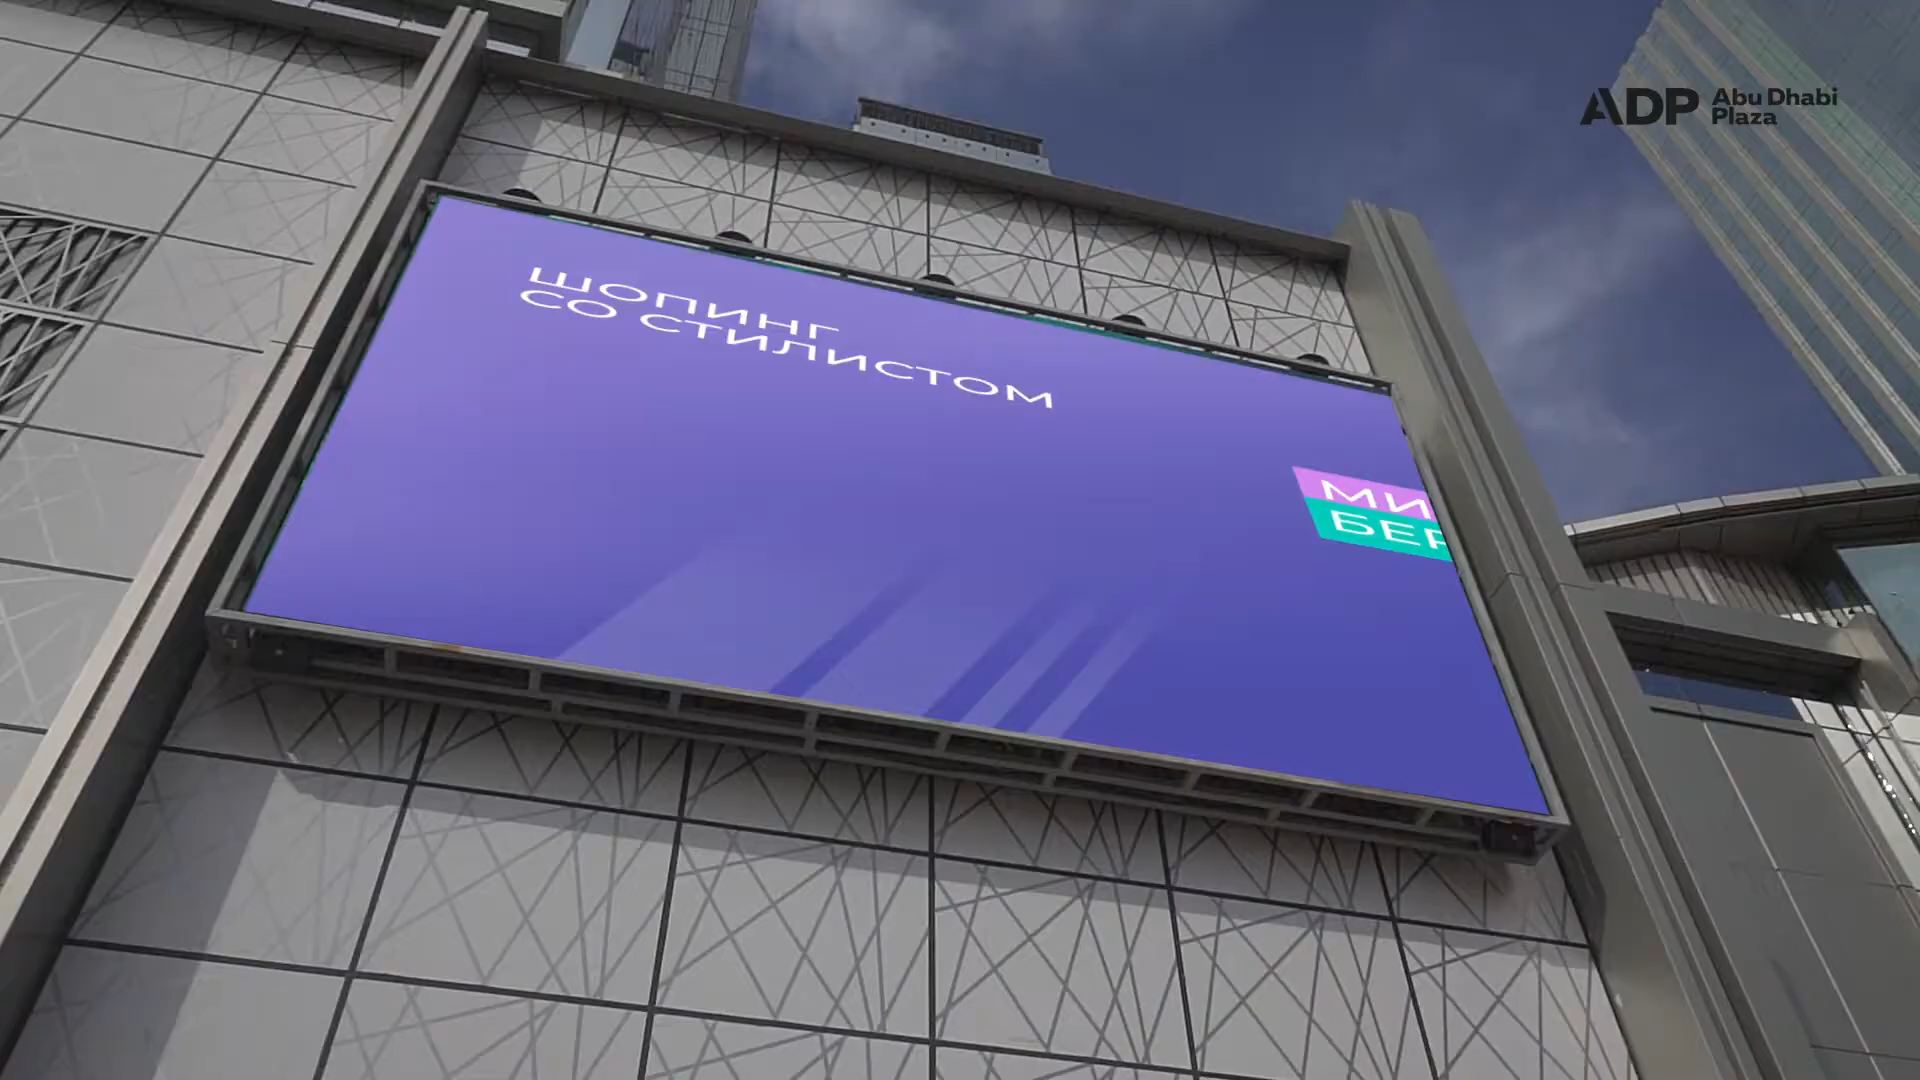 ADP Abu Dhabi
Plaza
ШОПИНГ
СО СТИЛИСТОМ
МИ
БЕР